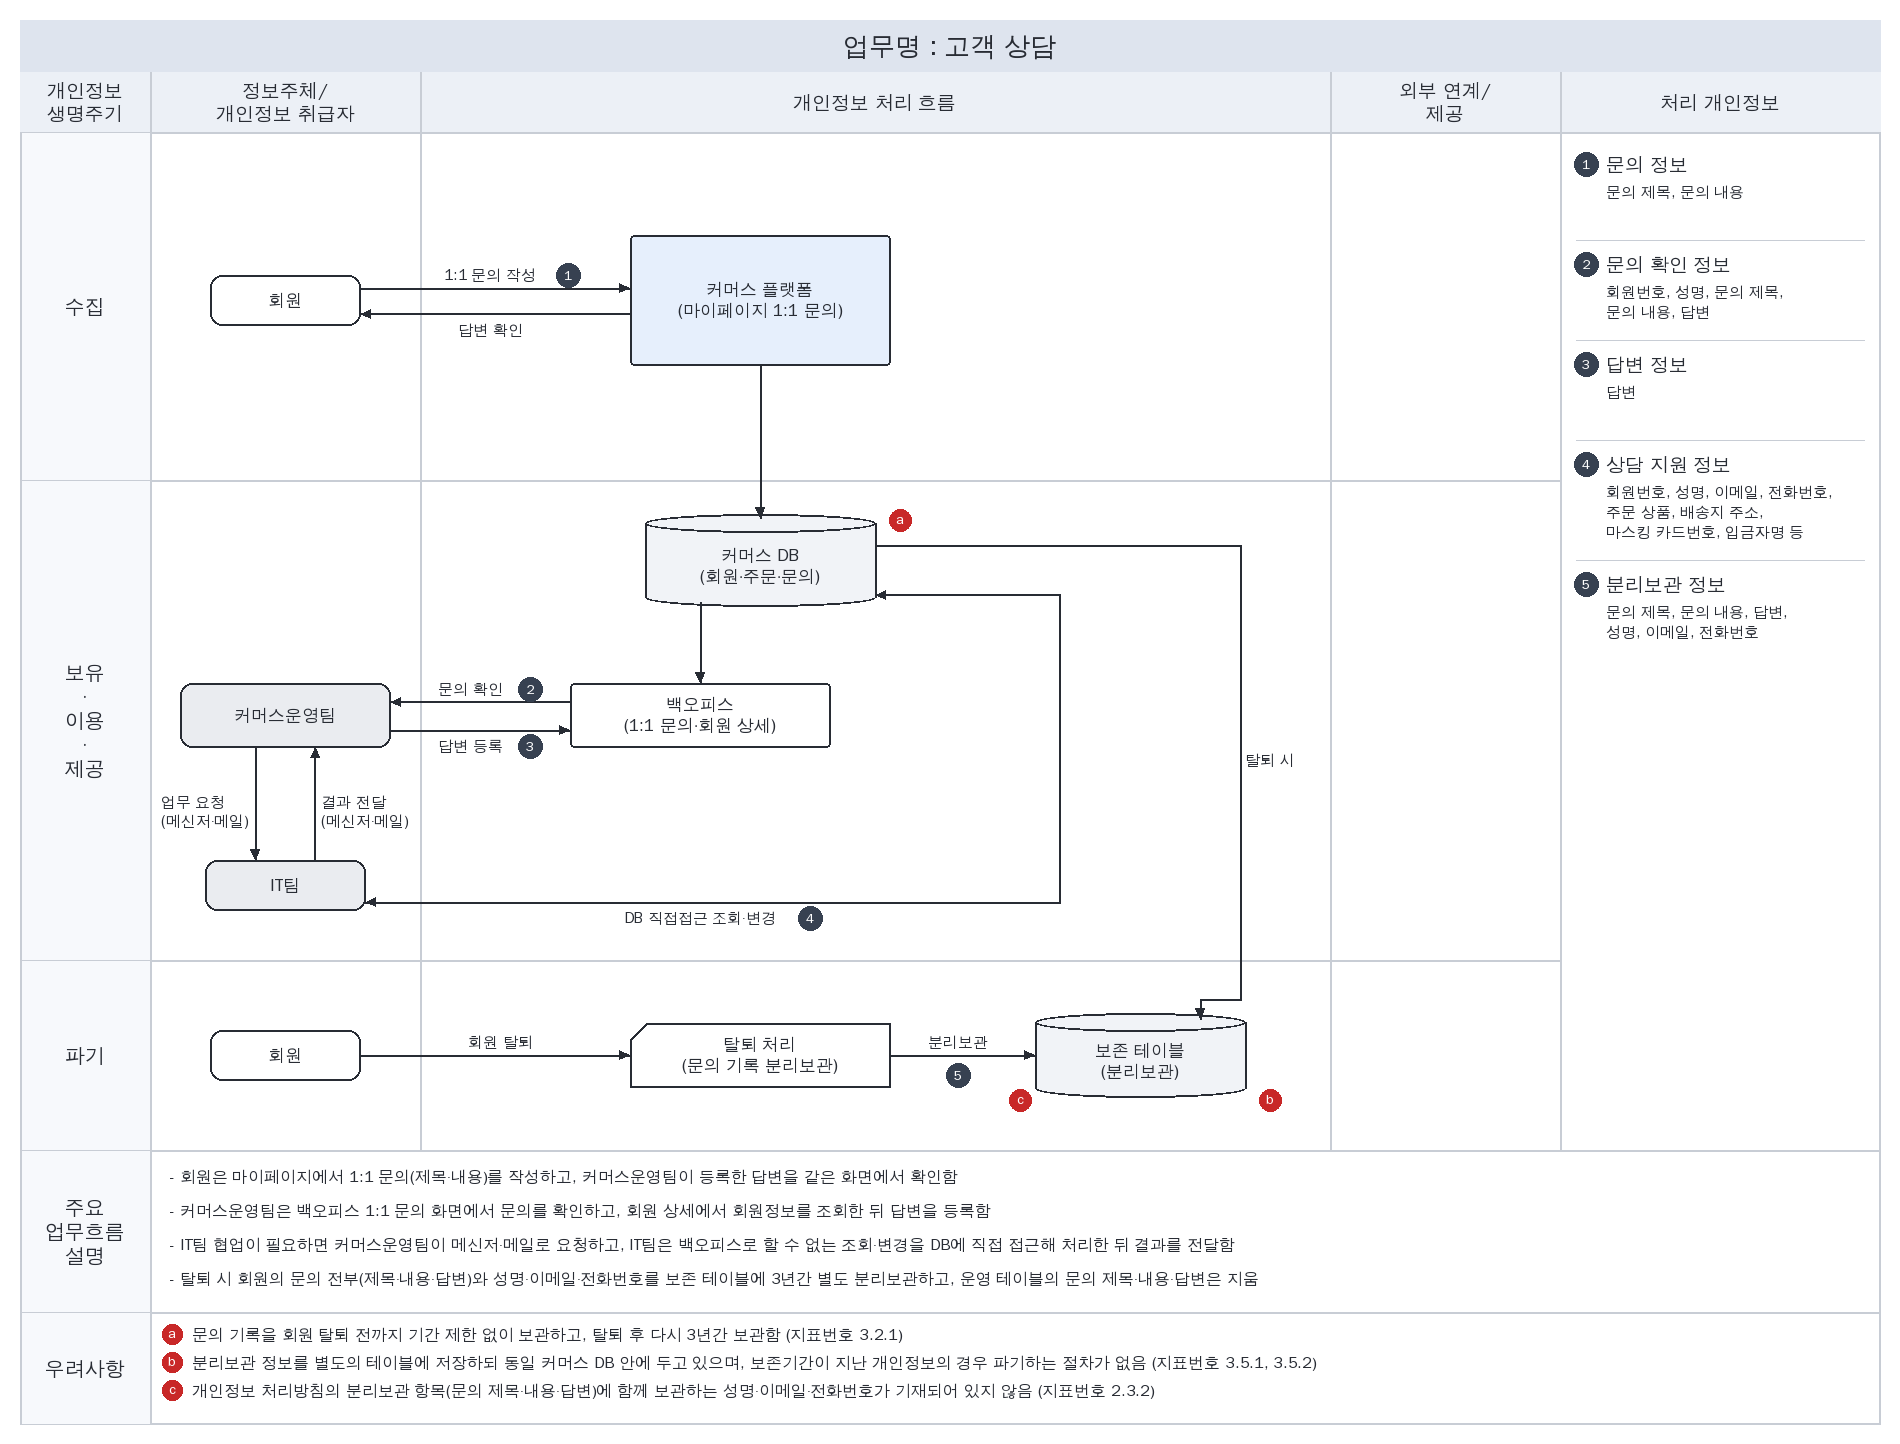 업무명 : 고객 상담
개인정보
생명주기
정보주체/
개인정보 취급자
개인정보 처리 흐름
외부 연계/
제공
처리 개인정보
수집
회원
1:1 문의 작성
1
답변 확인
커머스 플랫폼
(마이페이지 1:1 문의)
1 문의 정보
문의 제목, 문의 내용
2 문의 확인 정보
회원번호, 성명, 문의 제목,
문의 내용, 답변
3 답변 정보
답변
4 상담 지원 정보
회원번호, 성명, 이메일, 전화번호,
주문 상품, 배송지 주소,
마스킹 카드번호, 입금자명 등
5 분리보관 정보
문의 제목, 문의 내용, 답변,
성명, 이메일, 전화번호
보유
·
이용
·
제공
a
커머스 DB
(회원·주문·문의)
커머스운영팀
문의 확인 2
답변 등록 3
백오피스
(1:1 문의·회원 상세)
탈퇴 시
업무 요청
(메신저·메일)
결과 전달
(메신저·메일)
IT팀
DB 직접접근 조회·변경 4
파기
회원
회원 탈퇴
탈퇴 처리
(문의 기록 분리보관)
분리보관
5
보존 테이블
(분리보관)
c
b
주요
업무흐름
설명
- 회원은 마이페이지에서 1:1 문의(제목·내용)를 작성하고, 커머스운영팀이 등록한 답변을 같은 화면에서 확인함
- 커머스운영팀은 백오피스 1:1 문의 화면에서 문의를 확인하고, 회원 상세에서 회원정보를 조회한 뒤 답변을 등록함
- IT팀 협업이 필요하면 커머스운영팀이 메신저·메일로 요청하고, IT팀은 백오피스로 할 수 없는 조회·변경을 DB에 직접 접근해 처리한 뒤 결과를 전달함
- 탈퇴 시 회원의 문의 전부(제목·내용·답변)와 성명·이메일·전화번호를 보존 테이블에 3년간 별도 분리보관하고, 운영 테이블의 문의 제목·내용·답변은 지움
우려사항
a 문의 기록을 회원 탈퇴 전까지 기간 제한 없이 보관하고, 탈퇴 후 다시 3년간 보관함 (지표번호 3.2.1)
b 분리보관 정보를 별도의 테이블에 저장하되 동일 커머스 DB 안에 두고 있으며, 보존기간이 지난 개인정보의 경우 파기하는 절차가 없음 (지표번호 3.5.1, 3.5.2)
c 개인정보 처리방침의 분리보관 항목(문의 제목·내용·답변)에 함께 보관하는 성명·이메일·전화번호가 기재되어 있지 않음 (지표번호 2.3.2)